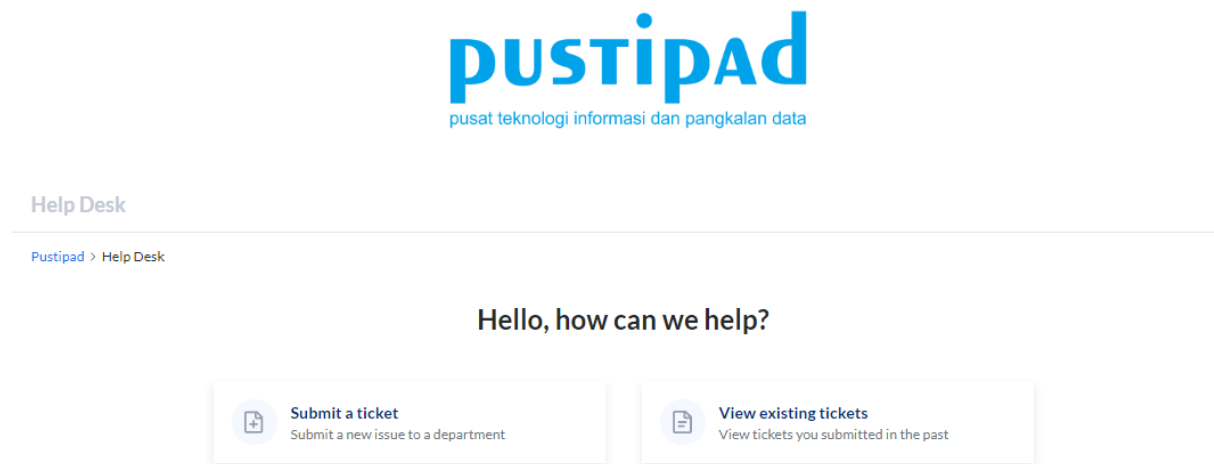 pustipad
pusat teknologi informasi dan pangkalan data
Help Desk
Pustipad > Help Desk
Hello, how can we help?
Submit a ticket
Submit a new issue to a department
View existing tickets
View tickets you submitted in the past